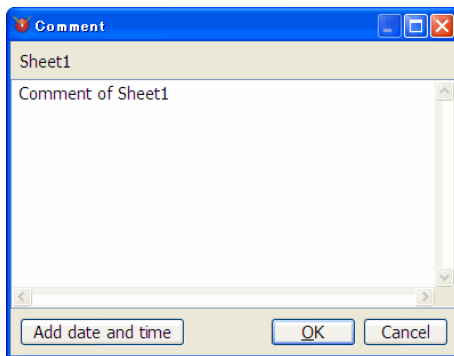 Comment
Sheet1
Comment of Sheet1
Add date and time OK Cancel